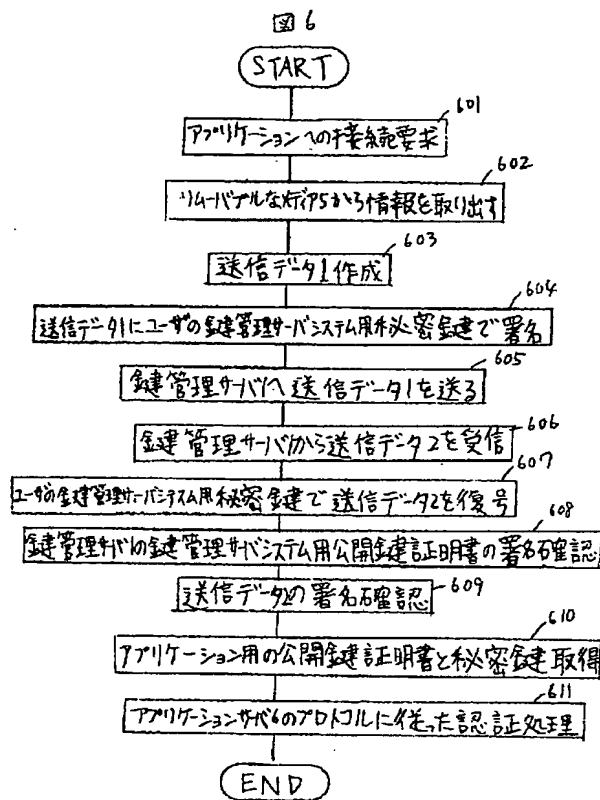 図6
START
601
アプリケーションへの接続要求
602
リムーバブルなメディア5から情報を取り出す
603
送信データ1作成
604
送信データ1にユーザの鍵管理サーバシステム用秘密鍵で署名
605
鍵管理サーバ1へ送信データ1を送る
606
鍵管理サーバ1から送信データ2を受信
607
ユーザの鍵管理サーバシステム用秘密鍵で送信データ2を復号
608
鍵管理サーバ1の鍵管理サーバシステム用公開鍵証明書の署名確認
609
送信データ2の署名確認
610
アプリケーション用の公開鍵証明書と秘密鍵取得
611
アプリケーションサーバ6のプロトコルに従った認証処理
END